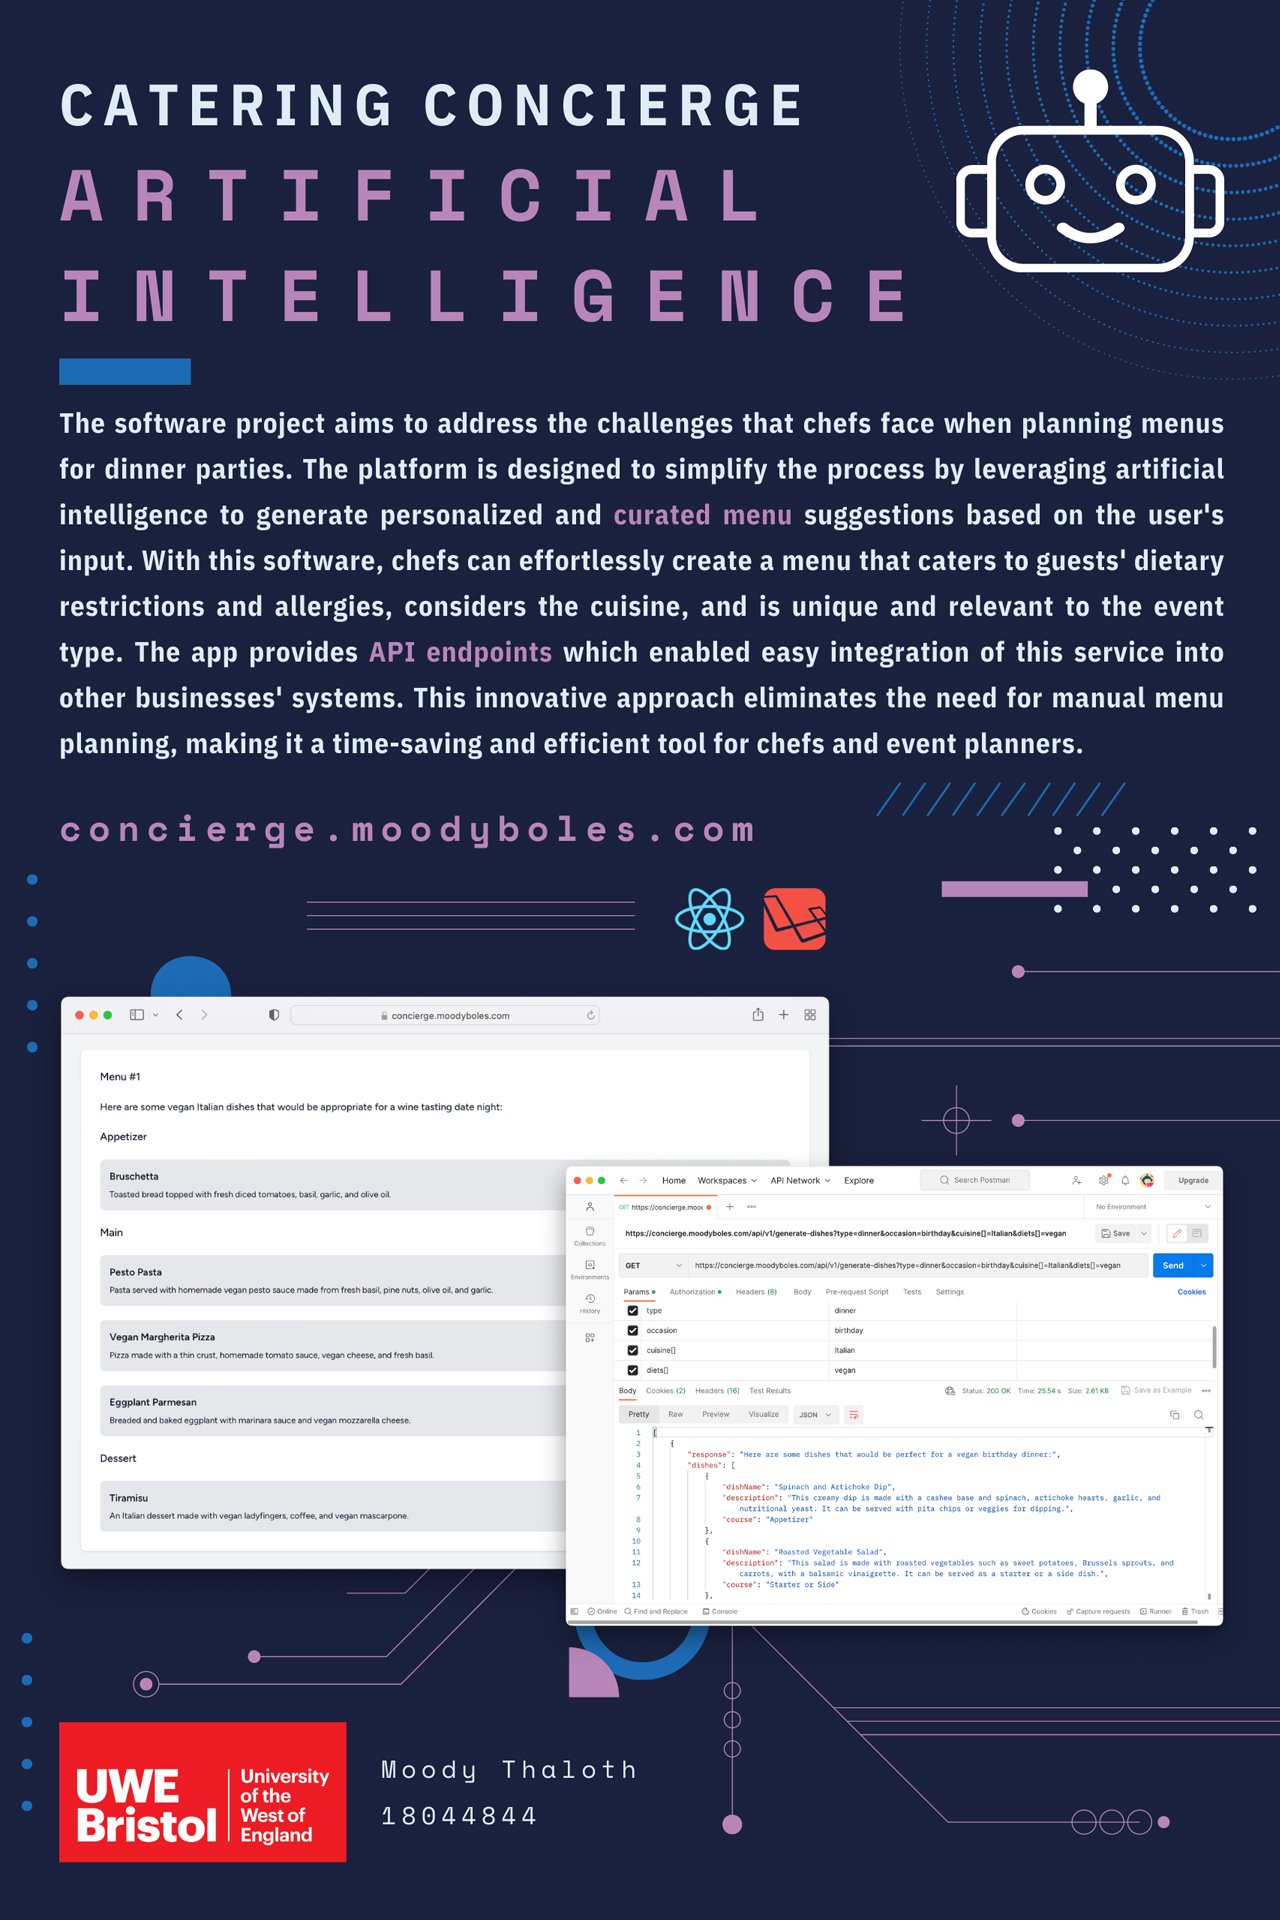 CATERING CONCIERGE
ARTIFICIAL
INTELLIGENCE
The software project aims to address the challenges that chefs face when planning menus
for dinner parties. The platform is designed to simplify the process by leveraging artificial
intelligence to generate personalized and curated menu suggestions based on the user's
input. With this software, chefs can effortlessly create a menu that caters to guests' dietary
restrictions and allergies, considers the cuisine, and is unique and relevant to the event
type. The app provides API endpoints which enabled easy integration of this service into
other businesses' systems. This innovative approach eliminates the need for manual menu
planning, making it a time-saving and efficient tool for chefs and event planners.
concierge.moodyboles.com
concierge.moodyboles.com
Menu #1
Here are some vegan Italian dishes that would be appropriate for a wine tasting date night:
Appetizer
Bruschetta
Toasted bread topped with fresh diced tomatoes, basil, garlic, and olive oil.
Main
Pesto Pasta
Pasta served with homemade vegan pesto sauce made from fresh basil, pine nuts, olive oil, and garlic.
Vegan Margherita Pizza
Pizza made with a thin crust, homemade tomato sauce, vegan cheese, and fresh basil.
Eggplant Parmesan
Breaded and baked eggplant with marinara sauce and vegan mozzarella cheese.
Dessert
Tiramisu
An Italian dessert made with vegan ladyfingers, coffee, and vegan mascarpone.
Home Workspaces API Network Explore Search Postman Upgrade
GET https://concierge.mooc No Environment
Collections
Environments
History
https://concierge.moodyboles.com/api/v1/generate-dishes?type=dinner&occasion=birthday&cuisine[]=Italian&diets[]=vegan Save
GET https://concierge.moodyboles.com/api/v1/generate-dishes?type=dinner&occasion=birthday&cuisine[]=Italian&diets[]=vegan Send
Params Authorization Headers (8) Body Pre-request Script Tests Settings Cookies
type dinner
occasion birthday
cuisine[] Italian
diets[] vegan
Body Cookies (2) Headers (16) Test Results Status: 200 OK Time: 25.54 s Size: 2.61 KB Save as Example
Pretty Raw Preview Visualize JSON
1 [
2 {
3 "response": "Here are some dishes that would be perfect for a vegan birthday dinner:",
4 "dishes": [
5 {
6 "dishName": "Spinach and Artichoke Dip",
7 "description": "This creamy dip is made with a cashew base and spinach, artichoke hearts, garlic, and
nutritional yeast. It can be served with pita chips or veggies for dipping.",
8 "course": "Appetizer"
9 },
10 {
11 "dishName": "Roasted Vegetable Salad",
12 "description": "This salad is made with roasted vegetables such as sweet potatoes, Brussels sprouts, and
carrots, with a balsamic vinaigrette. It can be served as a starter or a side dish.",
13 "course": "Starter or Side"
14 },
Online Find and Replace Console Cookies Capture requests Runner Trash
UWE
Bristol
University
of the
West of
England
Moody Thaloth
18044844